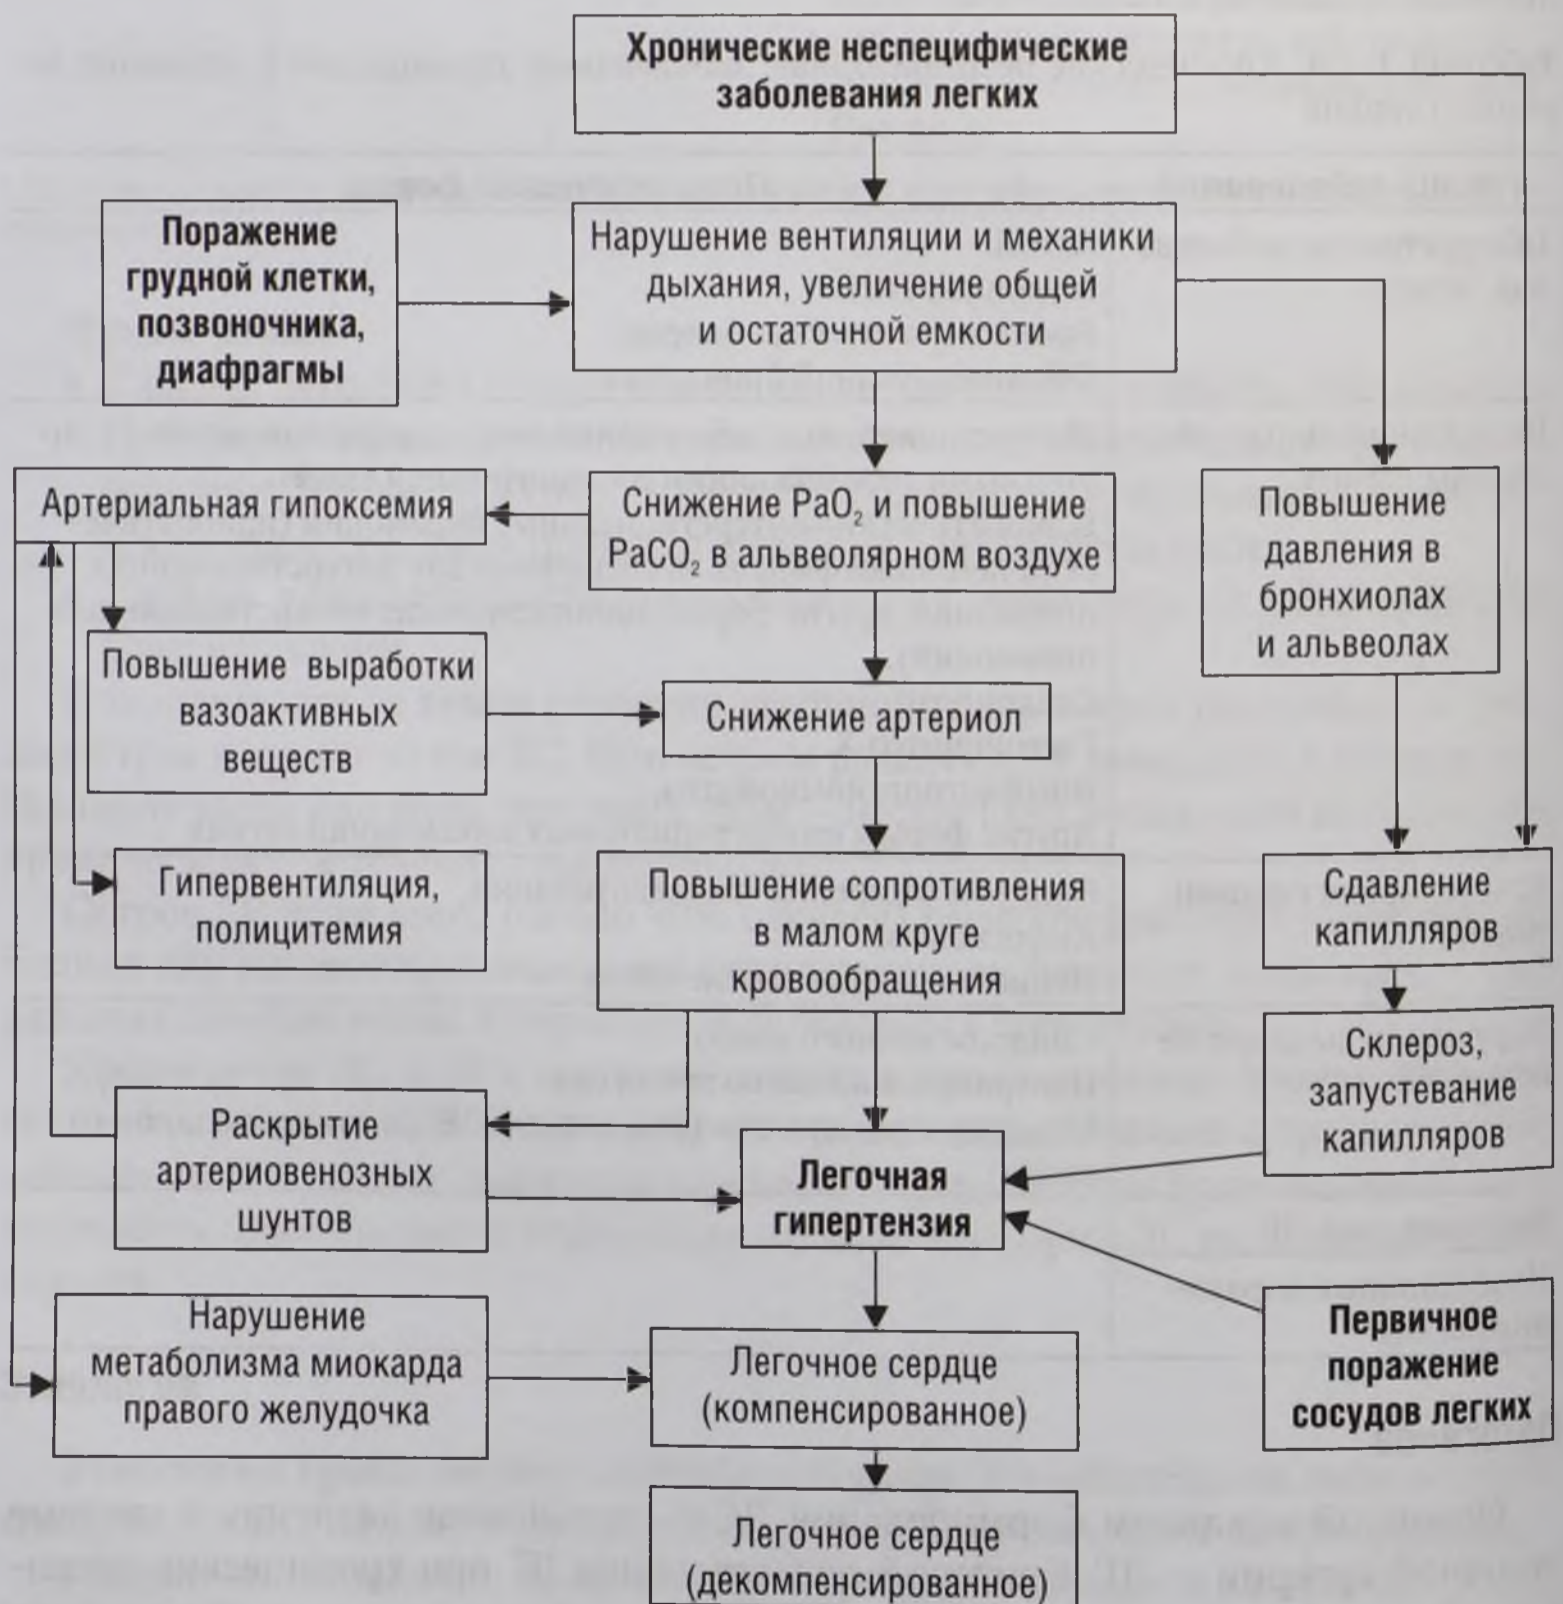 Хронические неспецифические
заболевания легких
Поражение
грудной клетки,
позвоночника,
диафрагмы
Нарушение вентиляции и механики
дыхания, увеличение общей
и остаточной емкости
Артериальная гипоксемия
Снижение PaO₂ и повышение
PaCO₂ в альвеолярном воздухе
Повышение
давления в
бронхиолах
и альвеолах
Повышение выработки
вазоактивных
веществ
Снижение артериол
Гипервентиляция,
полицитемия
Повышение сопротивления
в малом круге
кровообращения
Сдавление
капилляров
Склероз,
запустевание
капилляров
Раскрытие
артериовенозных
шунтов
Легочная
гипертензия
Нарушение
метаболизма миокарда
правого желудочка
Легочное сердце
(компенсированное)
Первичное
поражение
сосудов легких
Легочное сердце
(декомпенсированное)